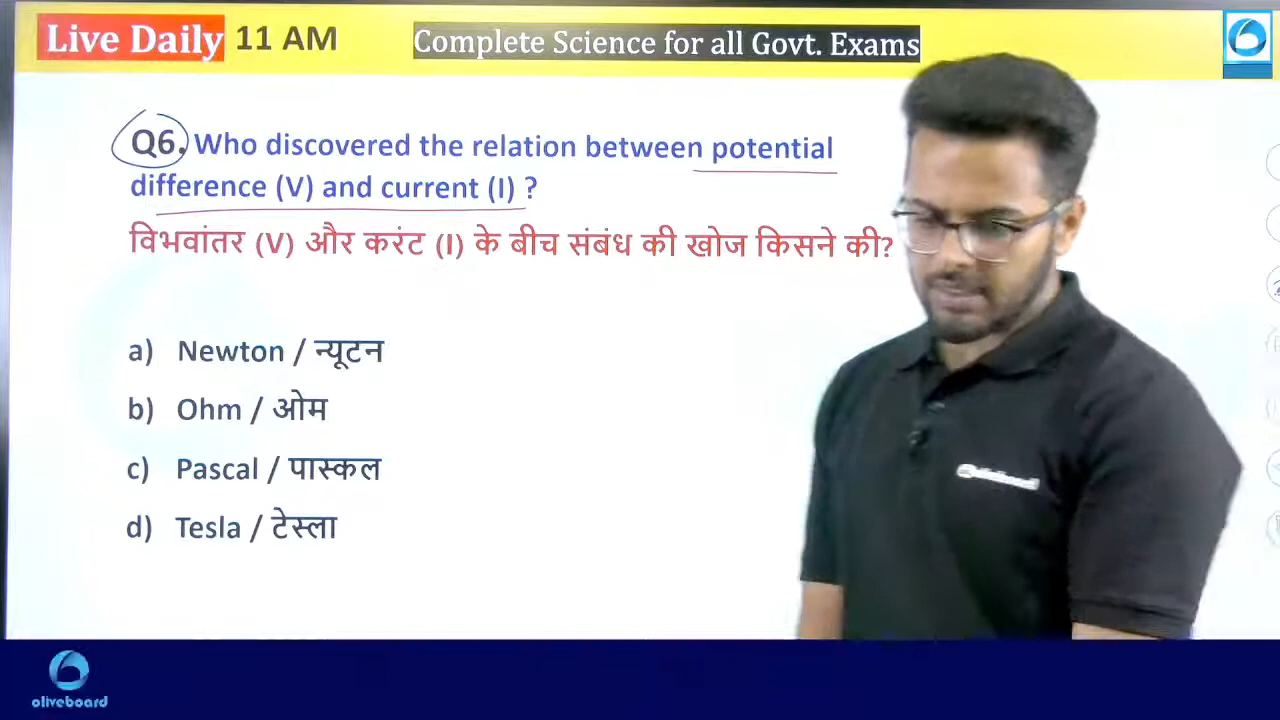 Live Daily 11 AM
Complete Science for all Govt. Exams
Q6. Who discovered the relation between potential
difference (V) and current (I) ?
विभवांतर (V) और करंट (I) के बीच संबंध की खोज किसने की?
a) Newton / न्यूटन
b) Ohm / ओम
c) Pascal / पास्कल
d) Tesla / टेस्ला
oliveboard